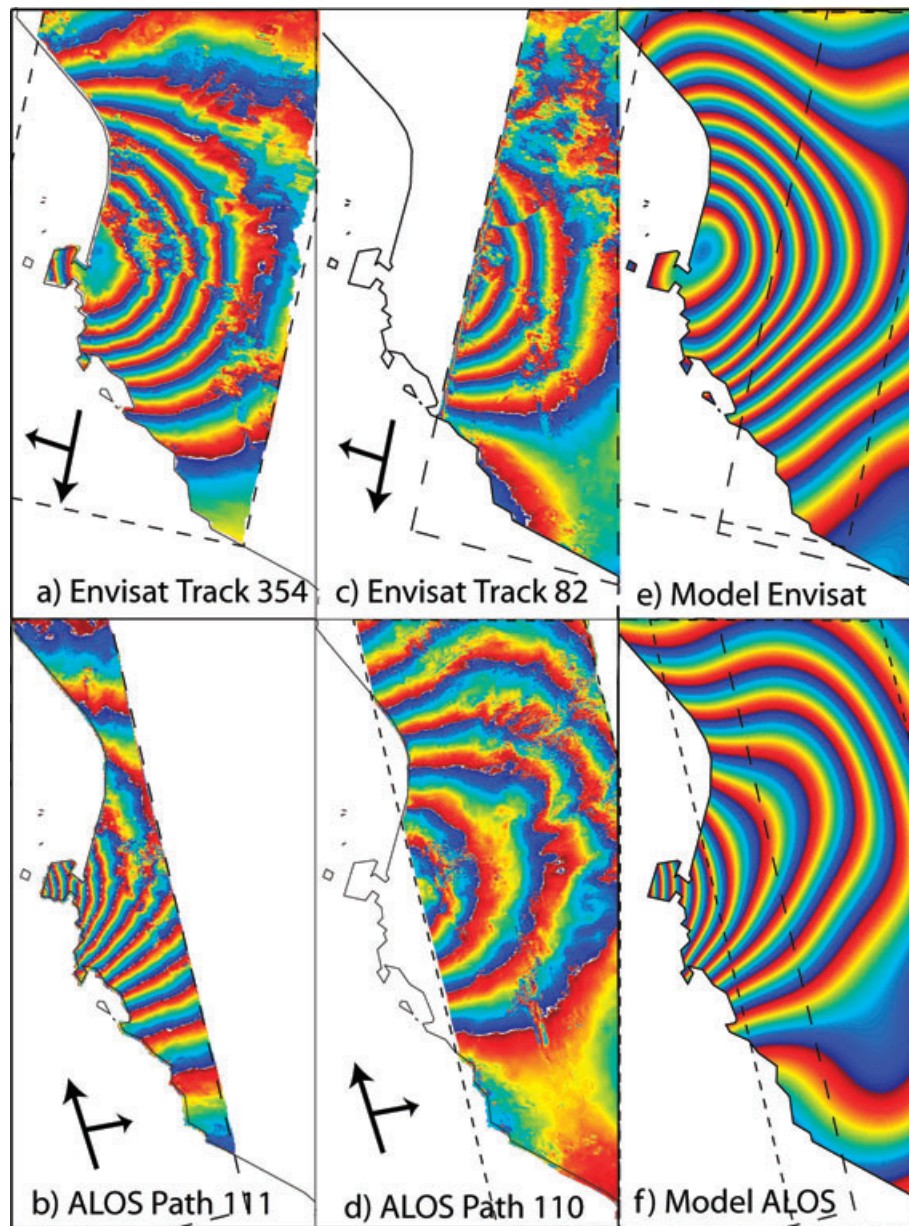 a) Envisat Track 354
c) Envisat Track 82
e) Model Envisat
b) ALOS Path 111
d) ALOS Path 110
f) Model ALOS